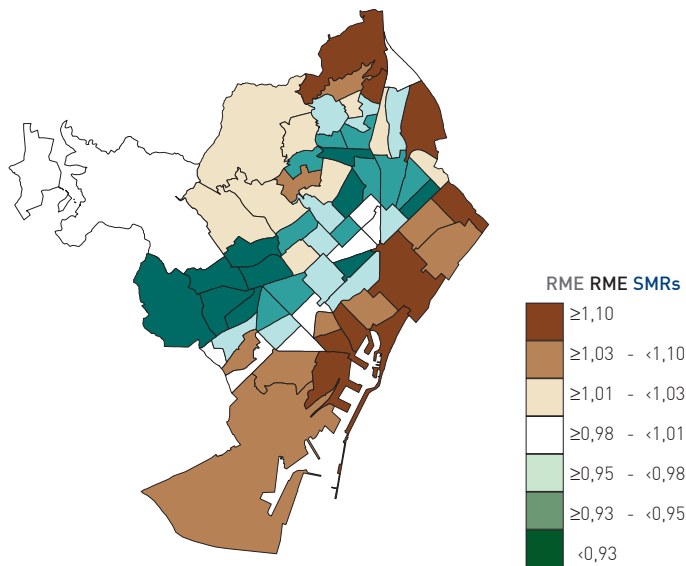 RME RME SMRs
≥1,10
≥1,03 - <1,10
≥1,01 - <1,03
≥0,98 - <1,01
≥0,95 - <0,98
≥0,93 - <0,95
<0,93